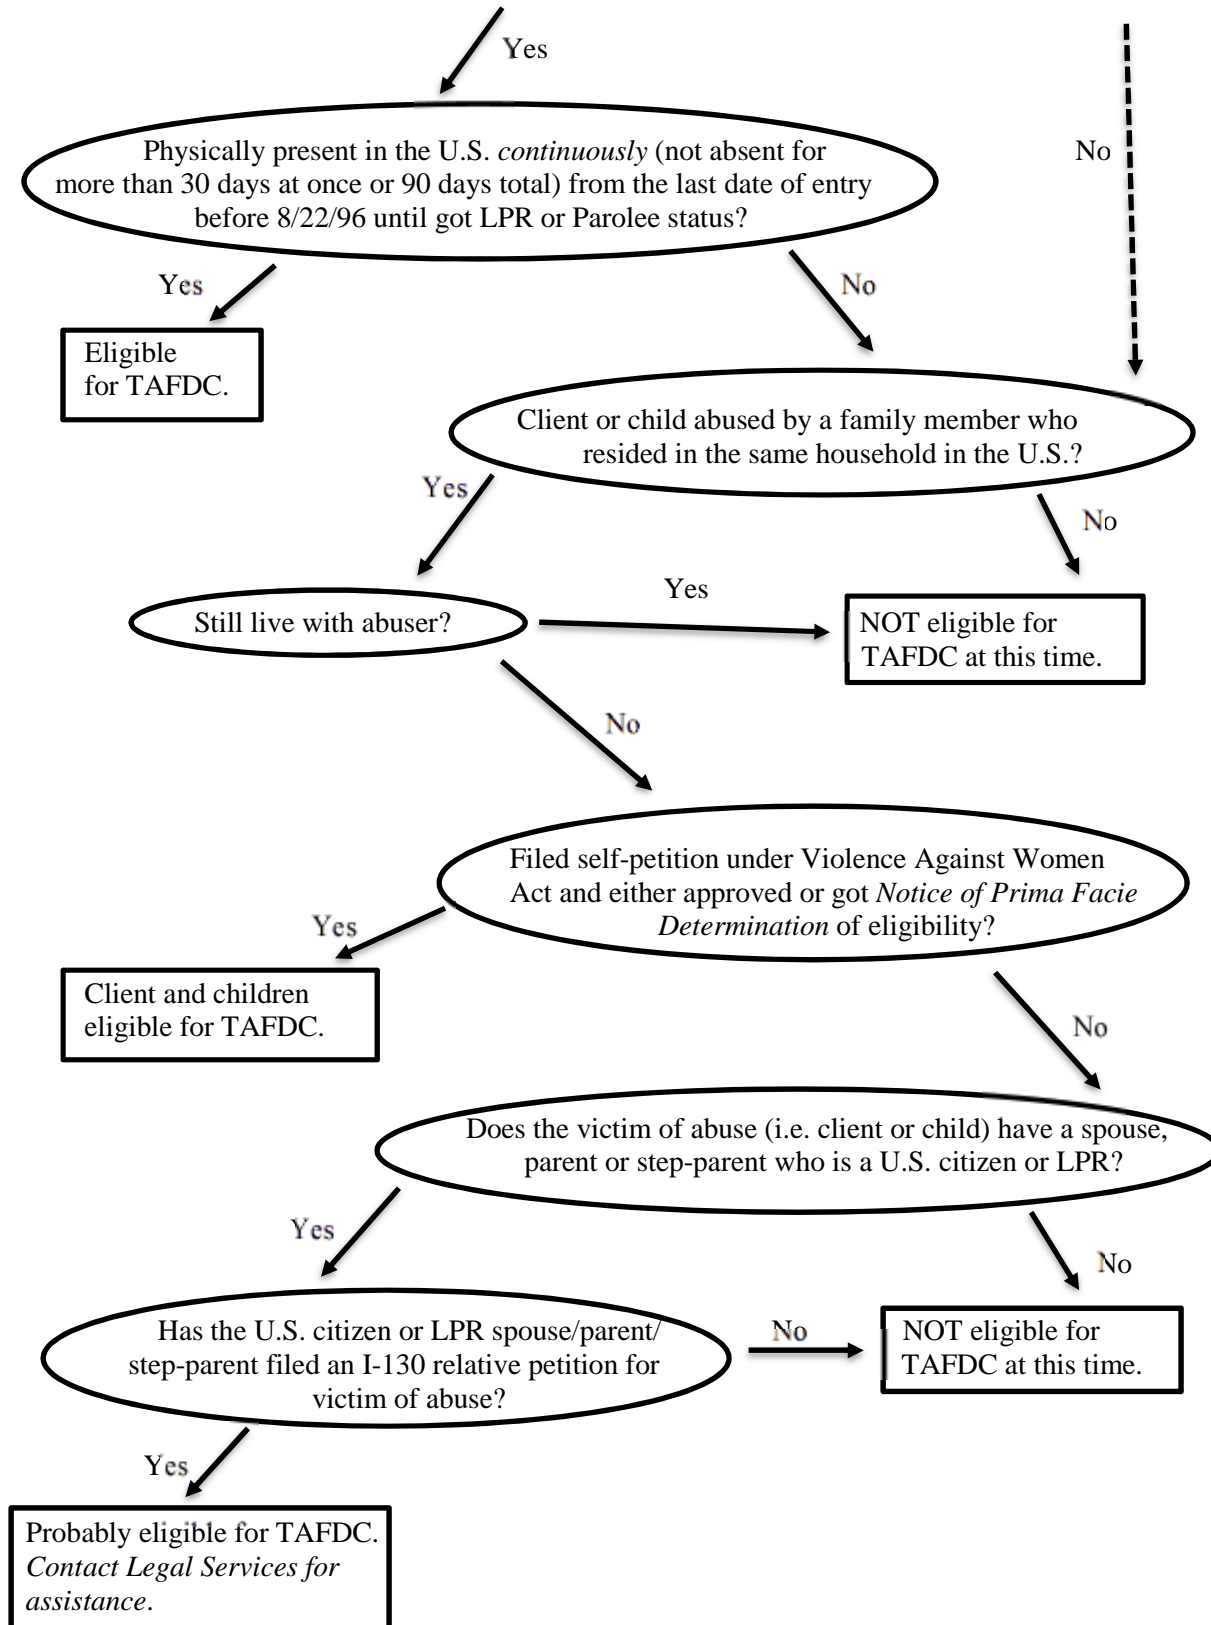 Yes
No
Physically present in the U.S. continuously (not absent for
more than 30 days at once or 90 days total) from the last date of entry
before 8/22/96 until got LPR or Parolee status?
Yes
No
Eligible
for TAFDC.
Client or child abused by a family member who
resided in the same household in the U.S.?
Yes
No
Still live with abuser?
Yes
NOT eligible for
TAFDC at this time.
No
Filed self-petition under Violence Against Women
Act and either approved or got Notice of Prima Facie
Determination of eligibility?
Yes
Client and children
eligible for TAFDC.
No
Does the victim of abuse (i.e. client or child) have a spouse,
parent or step-parent who is a U.S. citizen or LPR?
Yes
No
Has the U.S. citizen or LPR spouse/parent/
step-parent filed an I-130 relative petition for
victim of abuse?
No
NOT eligible for
TAFDC at this time.
Yes
Probably eligible for TAFDC.
Contact Legal Services for
assistance.